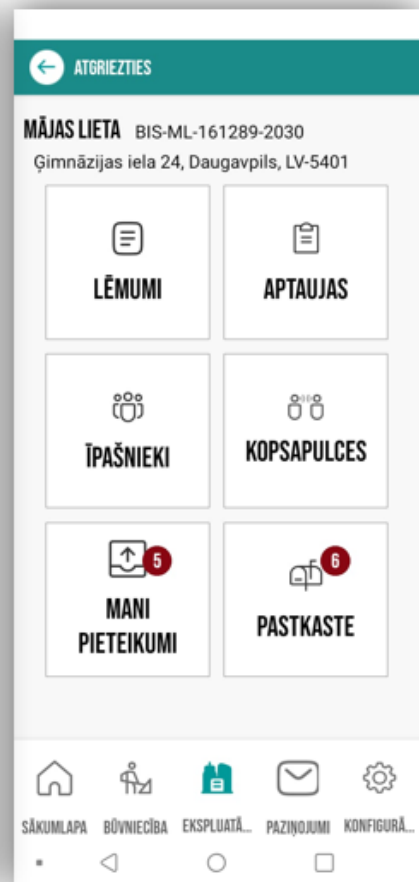 ATGRIEZTIES
MĀJAS LIETA BIS-ML-161289-2030
Ģimnāzijas iela 24, Daugavpils, LV-5401
LĒMUMI
APTAUJAS
ĪPAŠNIEKI
KOPSAPULCES
5
MANI
PIETEIKUMI
6
PASTKASTE
SĀKUMLAPA BŪVNIECĪBA EKSPLUATĀ... PAZIŅOJUMI KONFIGURĀ...